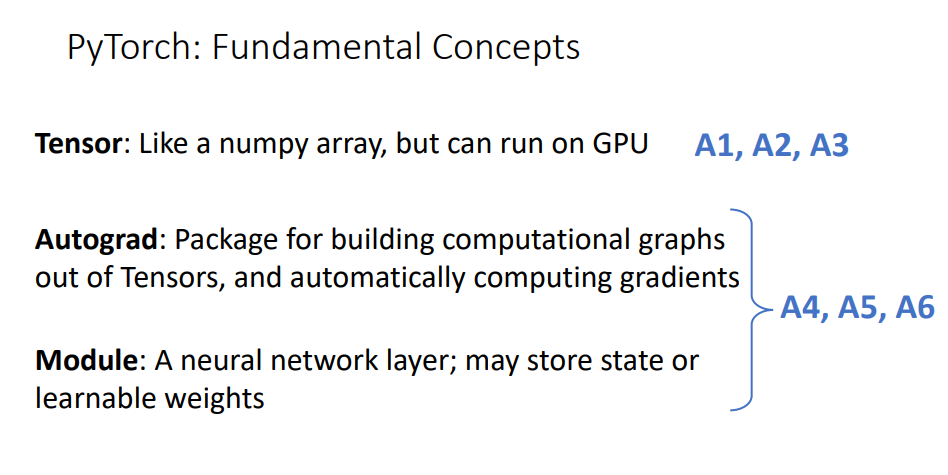 PyTorch: Fundamental Concepts
Tensor: Like a numpy array, but can run on GPU A1, A2, A3
Autograd: Package for building computational graphs
out of Tensors, and automatically computing gradients
A4, A5, A6
Module: A neural network layer; may store state or
learnable weights